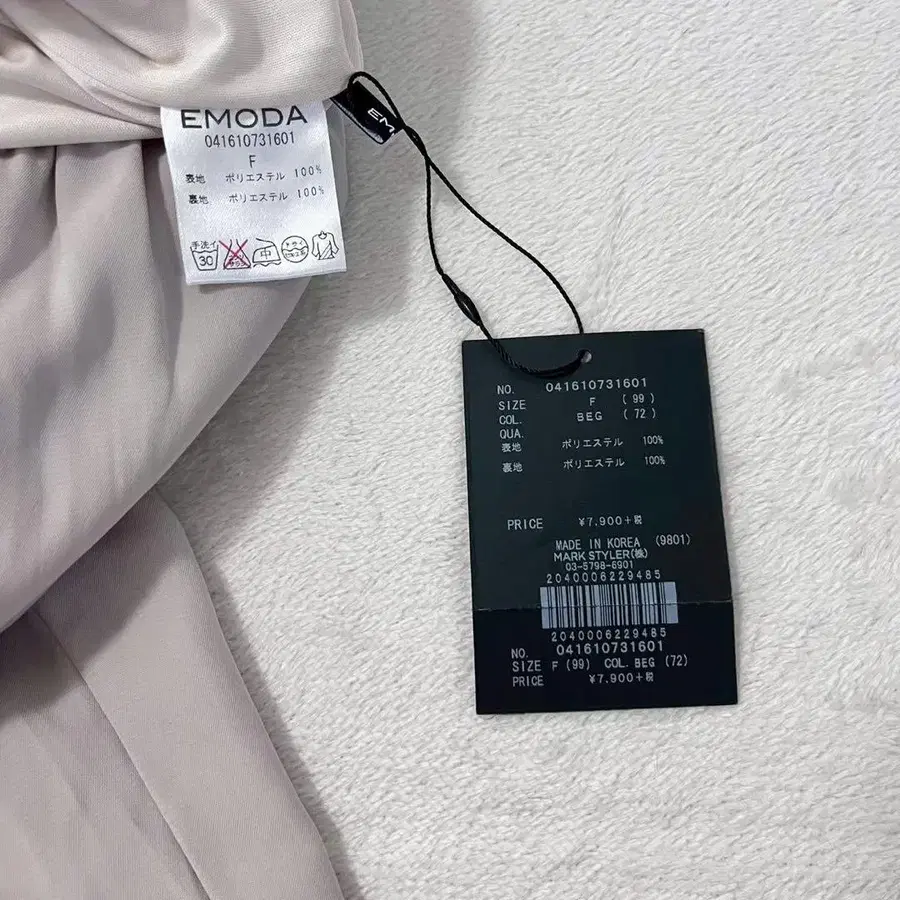 EMODA
041610731601
F
表地 ポリエステル 100%
裏地 ポリエステル 100%
手洗イ
30
中
EM
NO. 041610731601
SIZE F (99)
COL. BEG (72)
QUA.
表地 ポリエステル 100%
裏地 ポリエステル 100%
PRICE ¥7,900+税
MADE IN KOREA (9801)
MARK STYLER(株)
03-5798-6901
2040006229485
2040006229485
NO. 041610731601
SIZE F (99) COL. BEG (72)
PRICE ¥7,900+税